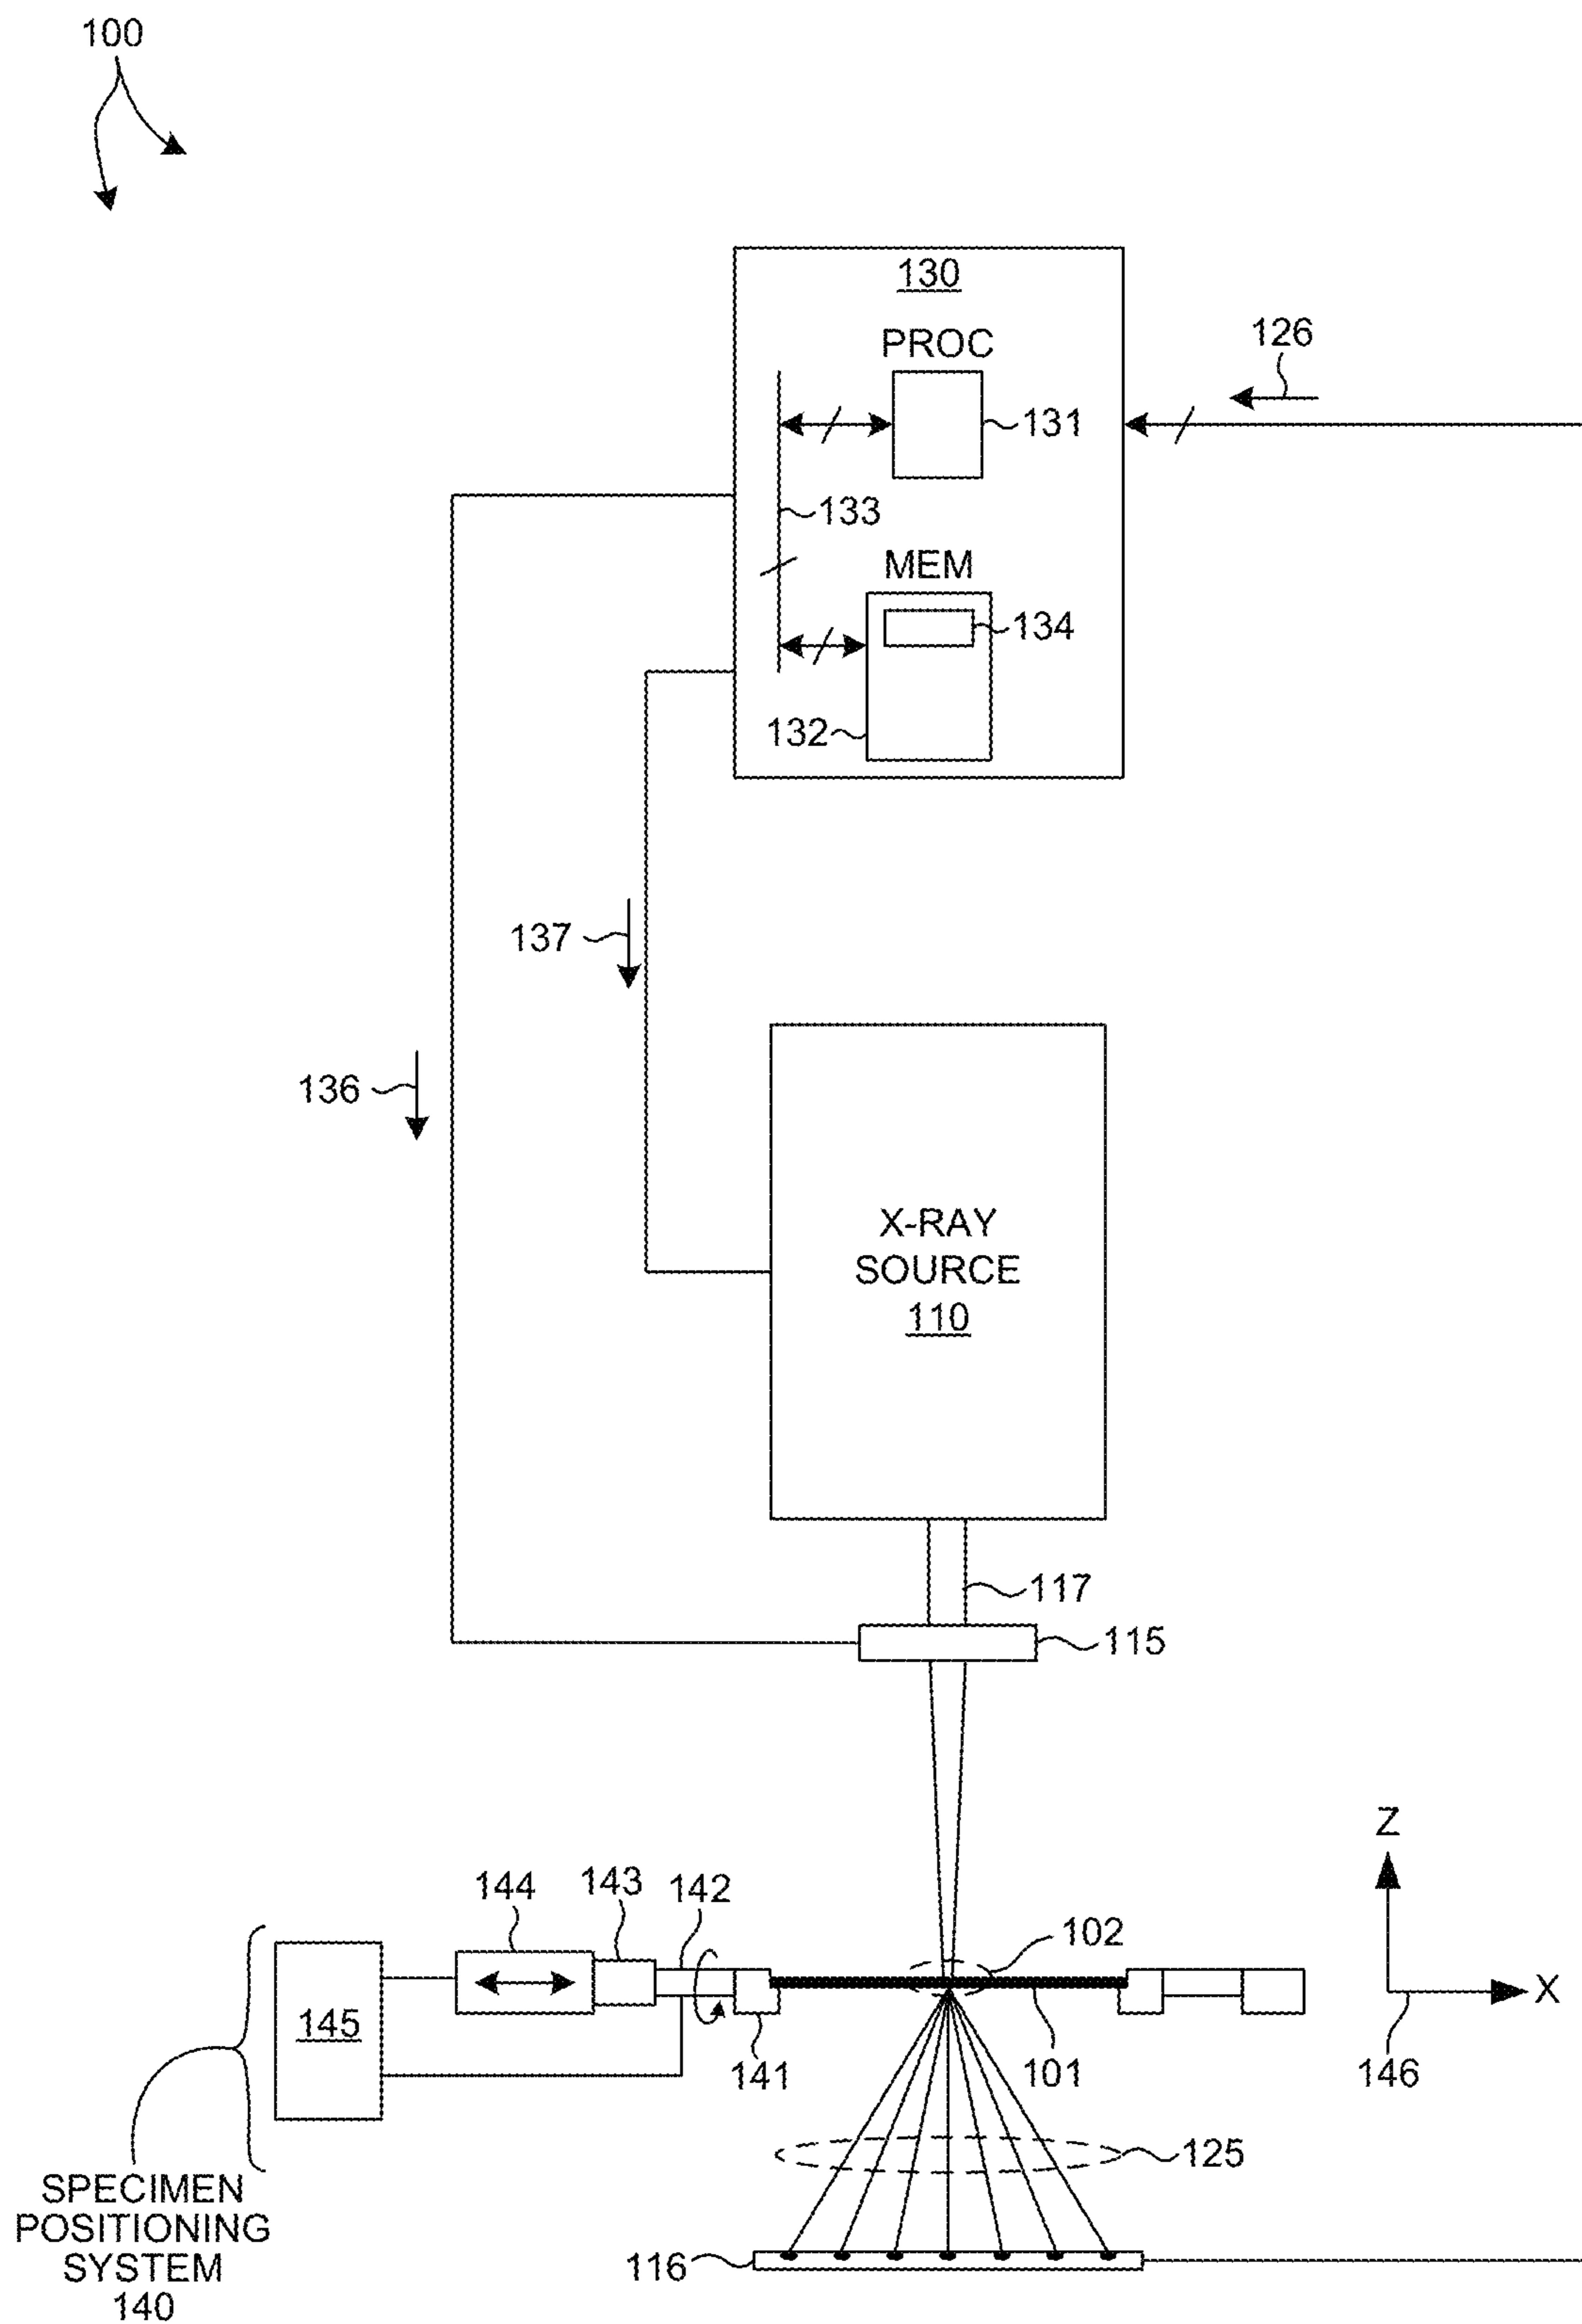 100
130
126
PROC
131
133
MEM
134
132
137
136
X-RAY
SOURCE
110
117
115
Z
144
143
142
102
145
X
141
101
146
125
SPECIMEN
POSITIONING
SYSTEM
140
116